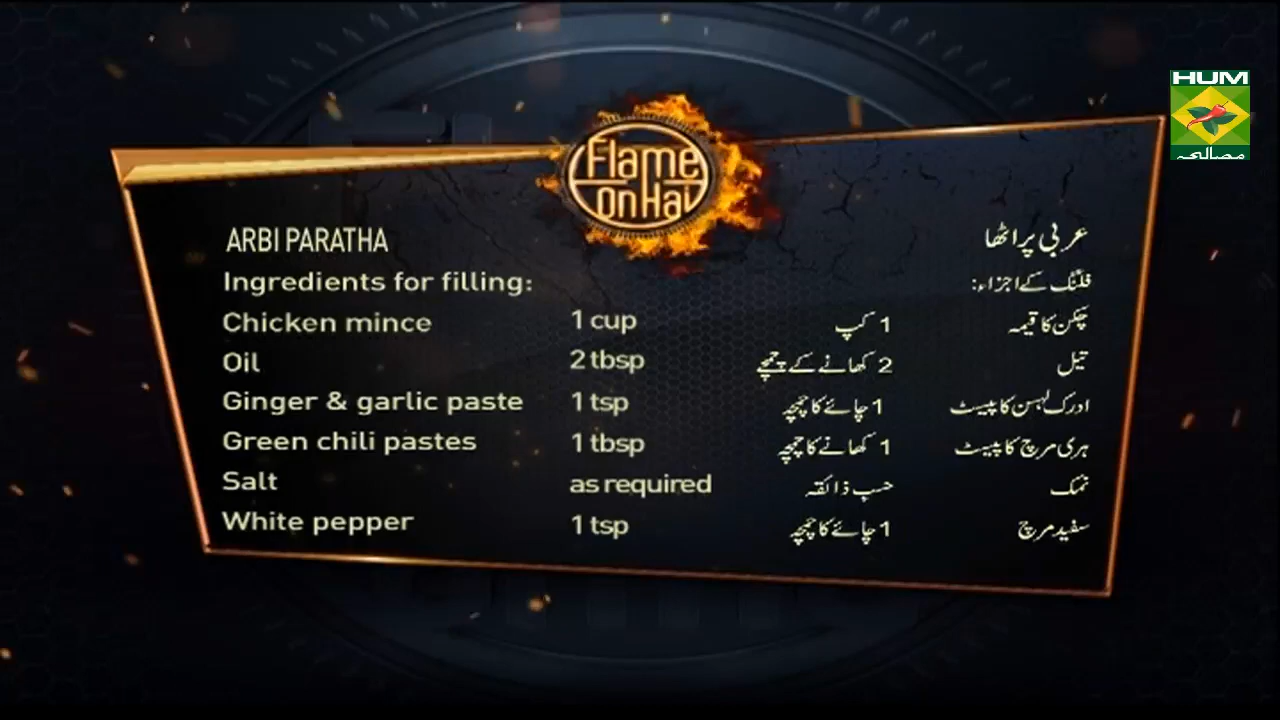 HUM
مصالحہ
Flame
on Hai
ARBI PARATHA عربی پراٹھا
Ingredients for filling: فلنگ کے اجزاء:
Chicken mince 1 cup 1 کپ چکن کا قیمہ
Oil 2 tbsp 2 کھانے کے چمچے تیل
Ginger & garlic paste 1 tsp 1 چائے کا چمچہ ادرک لہسن کا پیسٹ
Green chili pastes 1 tbsp 1 کھانے کا چمچہ ہری مرچ کا پیسٹ
Salt as required حسب ذائقہ نمک
White pepper 1 tsp 1 چائے کا چمچہ سفید مرچ